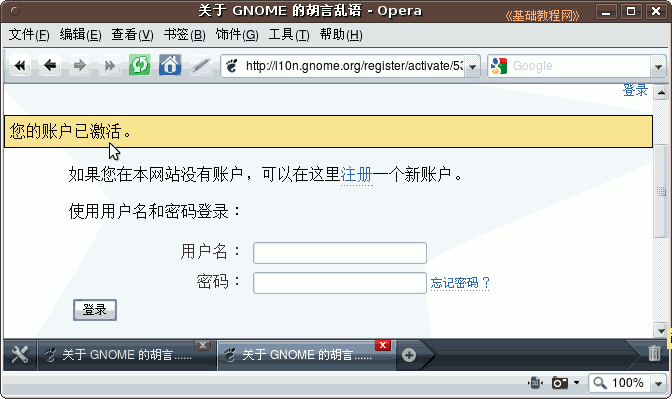 关于 GNOME 的胡言乱语 - Opera
《基础教程网》
文件(F) 编辑(E) 查看(V) 书签(B) 饰件(G) 工具(T) 帮助(H)
http://l10n.gnome.org/register/activate/53
Google
登录
您的账户已激活。
如果您在本网站没有账户，可以在这里注册一个新账户。
使用用户名和密码登录：
用户名：
密码： 忘记密码？
登录
关于 GNOME 的胡言...... 关于 GNOME 的胡言......
100%